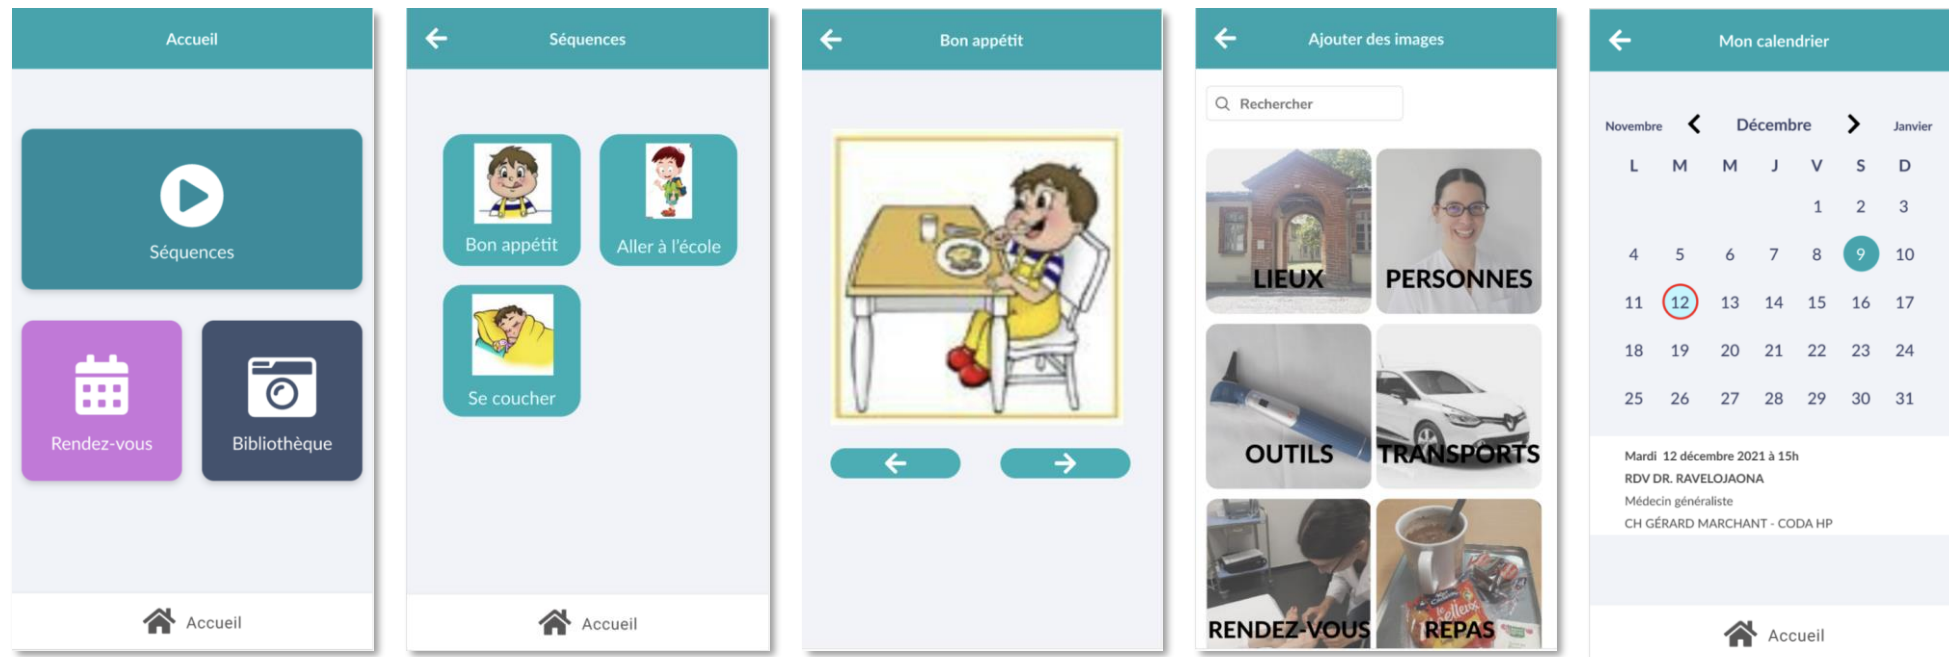 Accueil
Séquences
Rendez-vous
Bibliothèque
Accueil
Séquences
Bon appétit
Aller à l'école
Se coucher
Accueil
Bon appétit
Ajouter des images
Rechercher
LIEUX
PERSONNES
OUTILS
TRANSPORTS
RENDEZ-VOUS
REPAS
Mon calendrier
Novembre Décembre Janvier
L M M J V S D
1 2 3
4 5 6 7 8 9 10
11 12 13 14 15 16 17
18 19 20 21 22 23 24
25 26 27 28 29 30 31
Mardi 12 décembre 2021 à 15h
RDV DR. RAVELOJAONA
Médecin généraliste
CH GÉRARD MARCHANT - CODA HP
Accueil